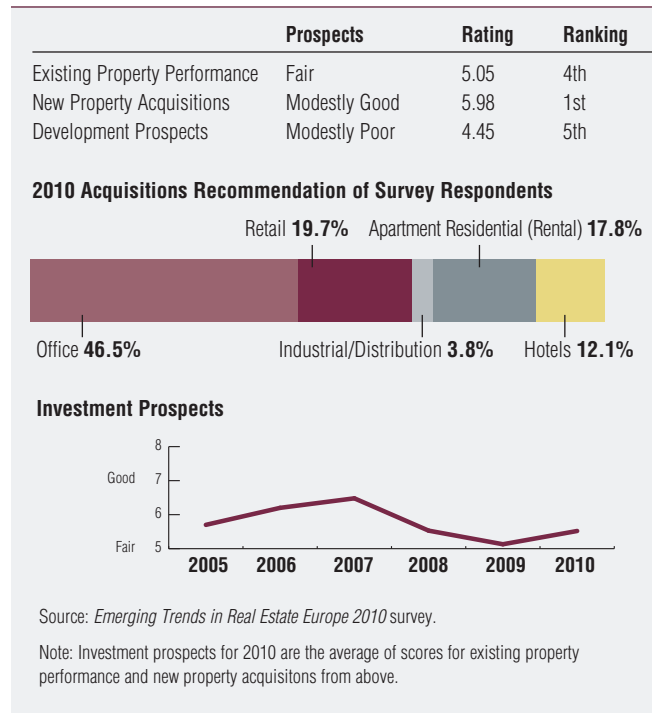 Prospects Rating Ranking
Existing Property Performance Fair 5.05 4th
New Property Acquisitions Modestly Good 5.98 1st
Development Prospects Modestly Poor 4.45 5th
2010 Acquisitions Recommendation of Survey Respondents
Retail 19.7% Apartment Residential (Rental) 17.8%
Office 46.5% Industrial/Distribution 3.8% Hotels 12.1%
Investment Prospects
8
Good 7
6
Fair 5
2005 2006 2007 2008 2009 2010
Source: Emerging Trends in Real Estate Europe 2010 survey.
Note: Investment prospects for 2010 are the average of scores for existing property
performance and new property acquisitons from above.